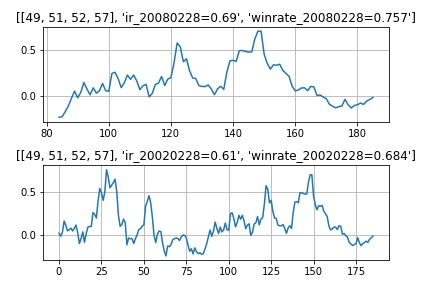 [[49, 51, 52, 57], 'ir_20080228=0.69', 'winrate_20080228=0.757']
0.5
0.0
80 100 120 140 160 180
[[49, 51, 52, 57], 'ir_20020228=0.61', 'winrate_20020228=0.684']
0.5
0.0
0 25 50 75 100 125 150 175